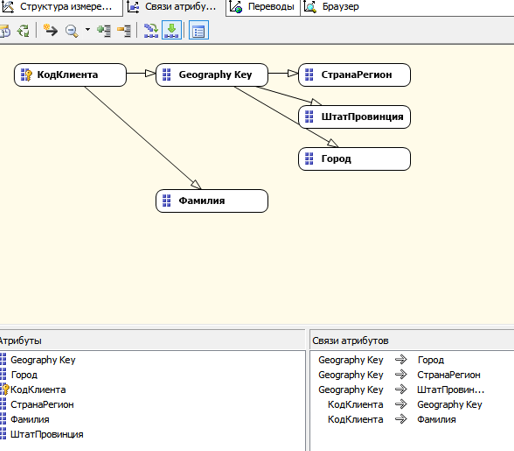 Структура измере...
Связи атрибу...
Переводы
Браузер
КодКлиента
Geography Key
СтранаРегион
ШтатПровинция
Город
Фамилия
Атрибуты
Geography Key
Город
КодКлиента
СтранаРегион
Фамилия
ШтатПровинция
Связи атрибутов
Geography Key Город
Geography Key СтранаРегион
Geography Key ШтатПровин...
КодКлиента Geography Key
КодКлиента Фамилия